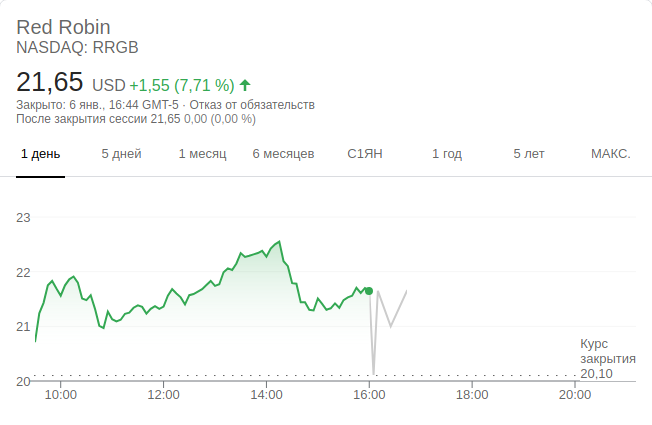 Red Robin
NASDAQ: RRGB
21,65 USD +1,55 (7,71 %)
Закрыто: 6 янв., 16:44 GMT-5 · Отказ от обязательств
После закрытия сессии 21,65 0,00 (0,00 %)
1 день 5 дней 1 месяц 6 месяцев С1ЯН 1 год 5 лет МАКС.
23
22
21
Курс
закрытия
20,10
20
10:00 12:00 14:00 16:00 18:00 20:00